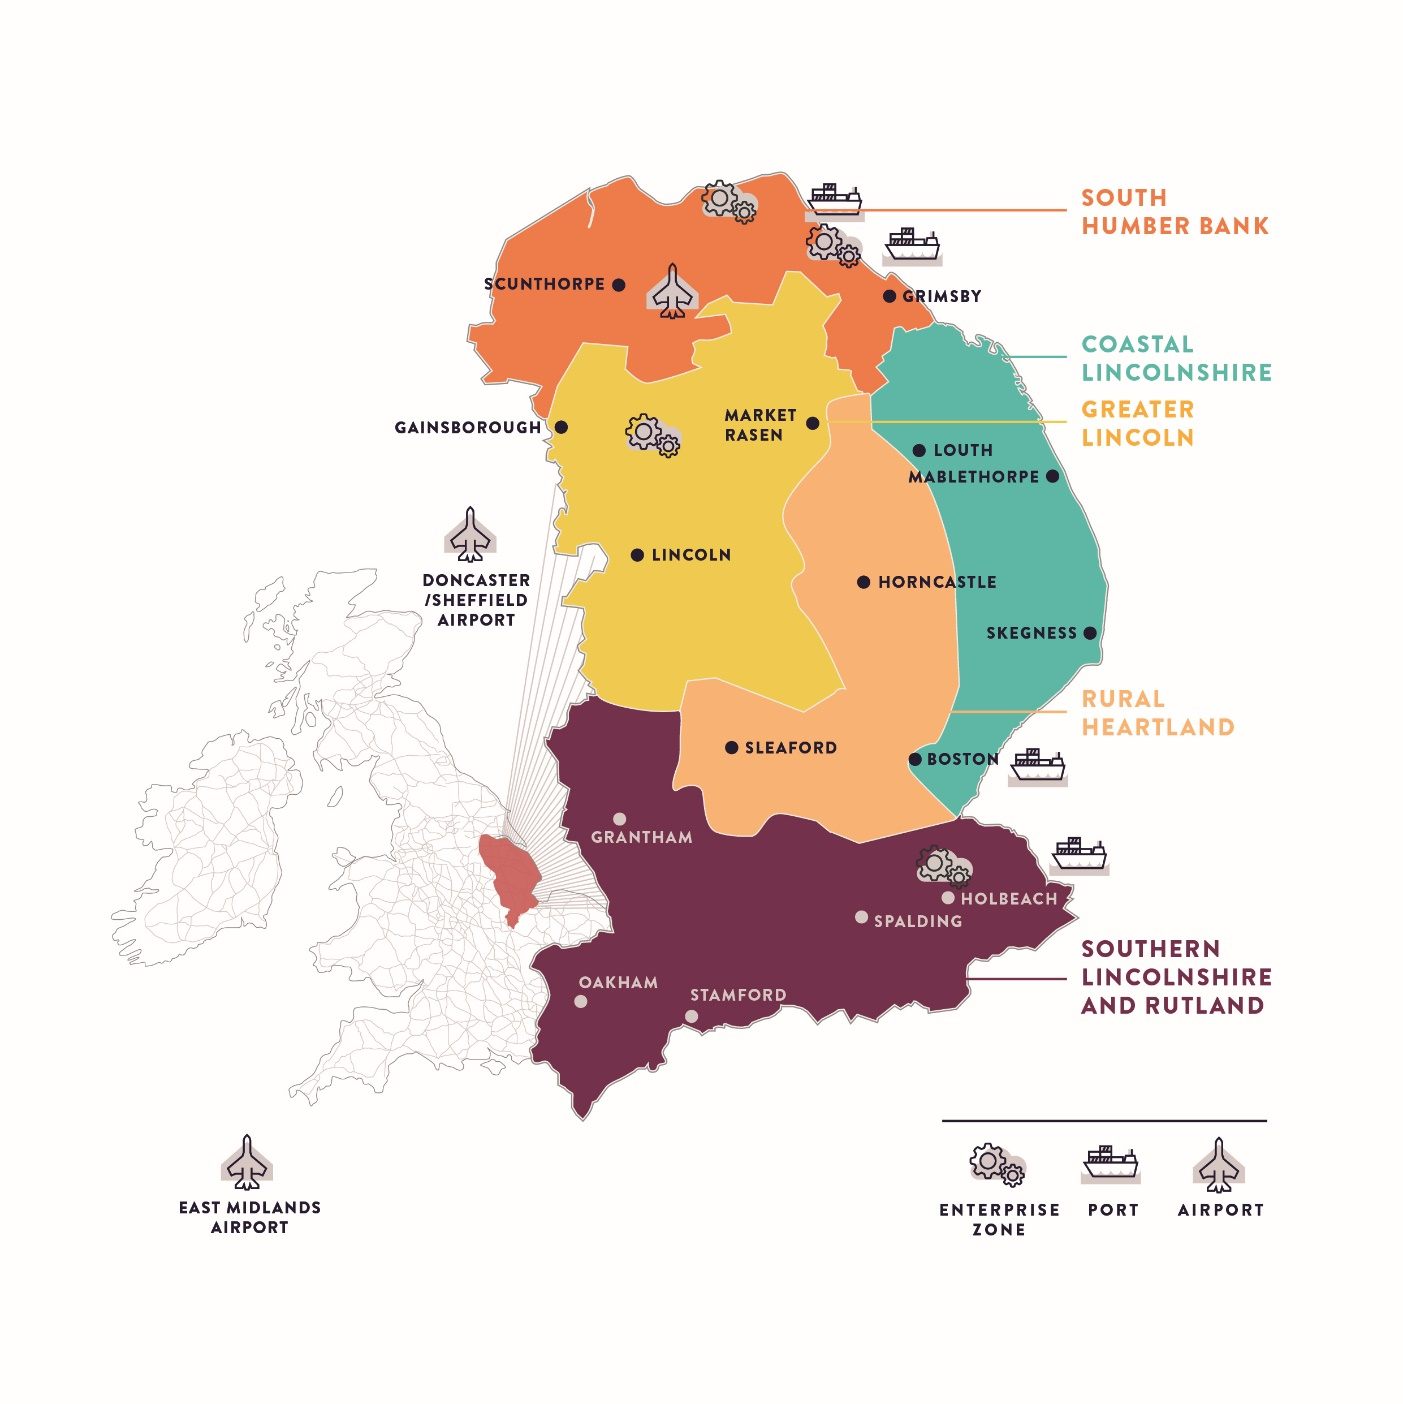 SOUTH
HUMBER BANK
SCUNTHORPE
GRIMSBY
COASTAL
LINCOLNSHIRE
GREATER
LINCOLN
GAINSBOROUGH
MARKET
RASEN
LOUTH
MABLETHORPE
LINCOLN
DONCASTER
/SHEFFIELD
AIRPORT
HORNCASTLE
SKEGNESS
RURAL
HEARTLAND
SLEAFORD
BOSTON
GRANTHAM
HOLBEACH
SPALDING
SOUTHERN
LINCOLNSHIRE
AND RUTLAND
OAKHAM
STAMFORD
EAST MIDLANDS
AIRPORT
ENTERPRISE
ZONE
PORT
AIRPORT